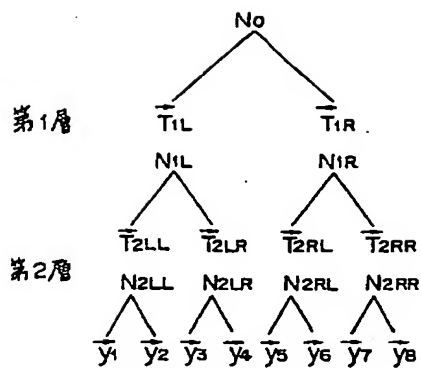 No
第1層
T1L T1R
N1L N1R
T2LL T2LR T2RL T2RR
第2層
N2LL N2LR N2RL N2RR
y1 y2 y3 y4 y5 y6 y7 y8